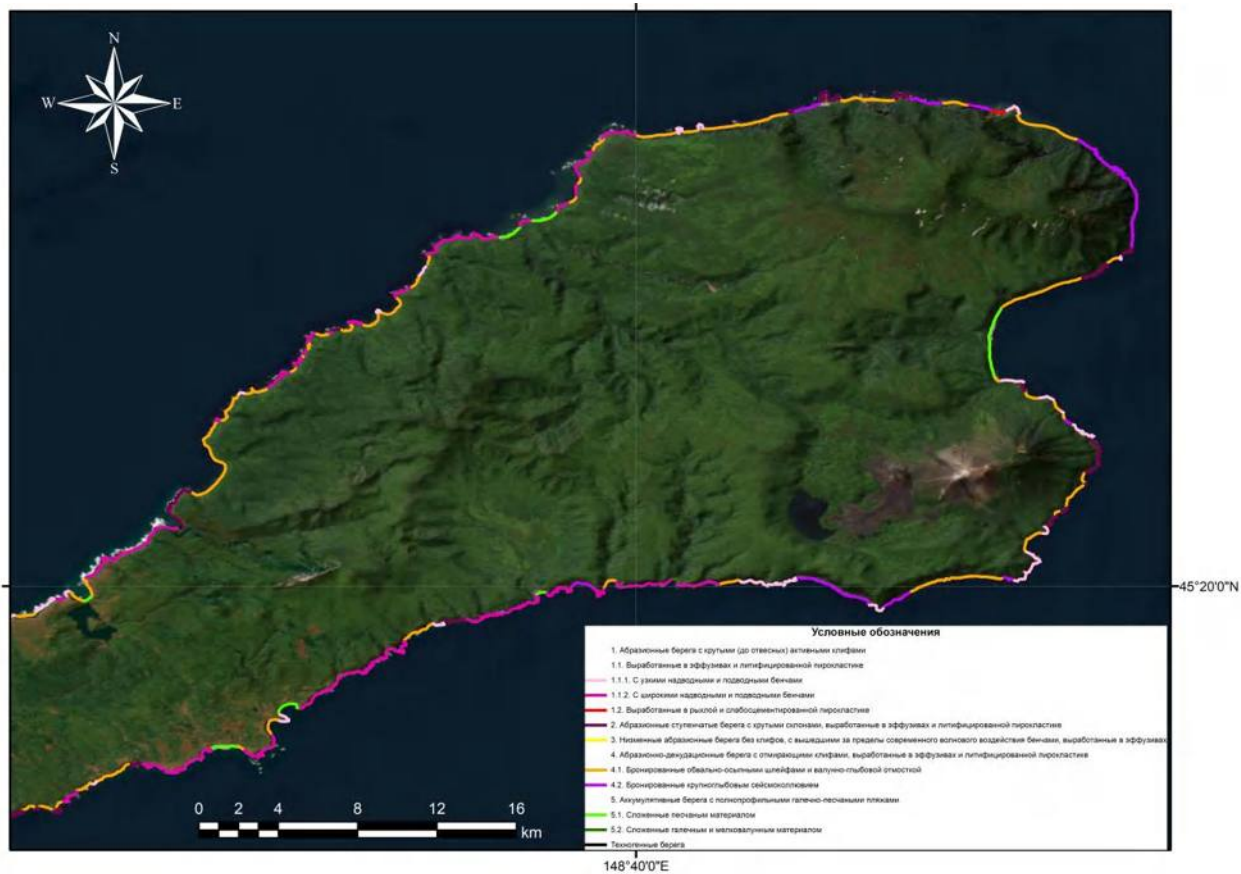 N
W
E
S
45°20'0"N
Условные обозначения
1. Абразионные берега с крутыми (до отвесных) активными клифами
1.1. Выработанные в эффузивах и литифицированной пирокластике
1.1.1. С узкими надводными и подводными бенчами
1.1.2. С широкими надводными и подводными бенчами
1.2. Выработанные в рыхлой и слабосцементированной пирокластике
2. Абразионные ступенчатые берега с крутыми склонами, выработанные в эффузивах и литифицированной пирокластике
3. Низменные абразионные берега без клифов, с вышедшими за пределы современного волнового воздействия бенчами, выработанные в эффузивах
4. Абразионно-денудационные берега с отмирающими клифами, выработанные в эффузивах и литифицированной пирокластике
4.1. Бронированные обвально-осыпными шлейфами и валунно-глыбовой отмосткой
4.2. Бронированные крупноглыбовым сейсмоколлювием
5. Аккумулятивные берега с полнопрофильными галечно-песчаными пляжами
5.1. Сложенные песчаным материалом
5.2. Сложенные галечным и мелковалунным материалом
Техногенные берега
0 2 4 8 12 16
km
148°40'0"E